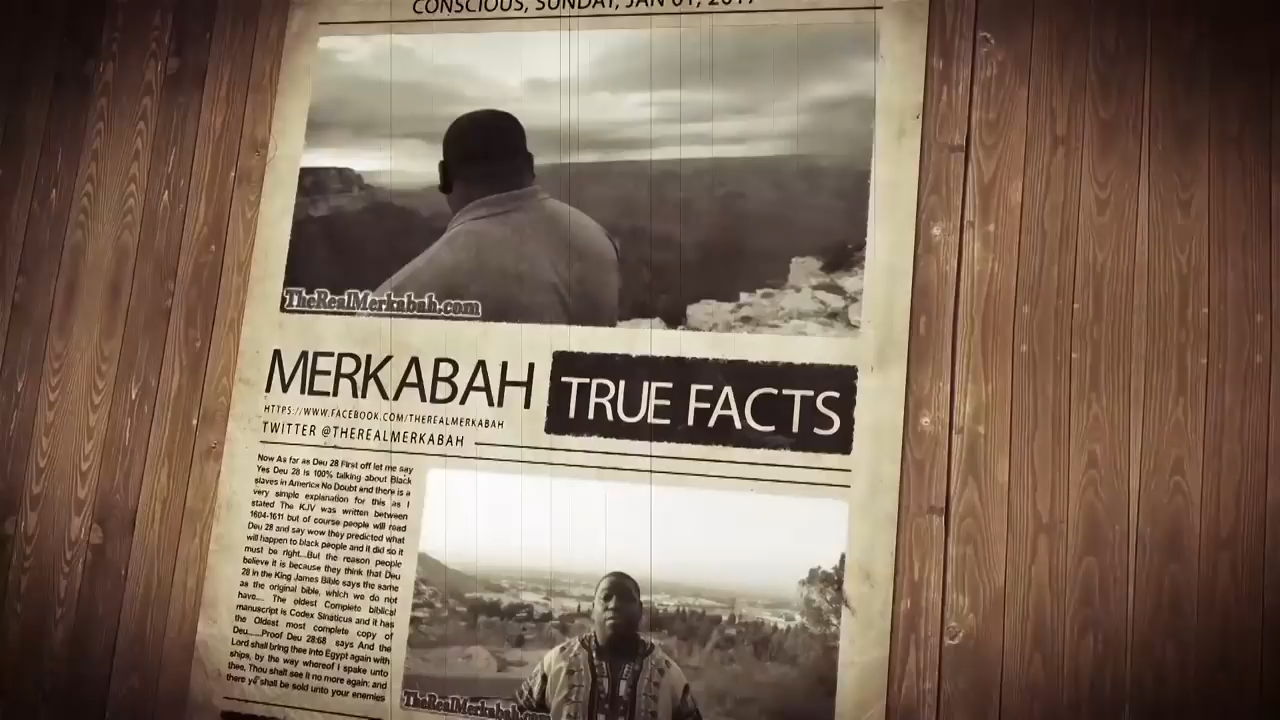 CONSCIOUS, SUNDAY, JAN 01, 2017
TheRealMerkabah.com
MERKABAH
TRUE FACTS
HTTPS://WWW.FACEBOOK.COM/THEREALMERKABAH
TWITTER @THEREALMERKABAH
Now As far as Deu 28 First off let me say
Yes Deu 28 is 100% talking about Black
slaves in America No Doubt and there is a
very simple explanation for this as I
stated The KJV was written between
1604-1611 but of course people will read
Deu 28 and say wow they predicted what
will happen to black people and it did so it
must be right...But the reason people
believe it is because they think that Deu
28 in the King James Bible says the same
as the original bible, which we do not
have.... The oldest Complete biblical
manuscript is Codex Sinaticus and it has
the Oldest most complete copy of
Deu......Proof Deu 28:68 says And the
Lord shall bring thee into Egypt again with
ships, by the way whereof I spake unto
thee, Thou shalt see it no more again: and
there ye shall be sold unto your enemies
TheRealMerkabah.com